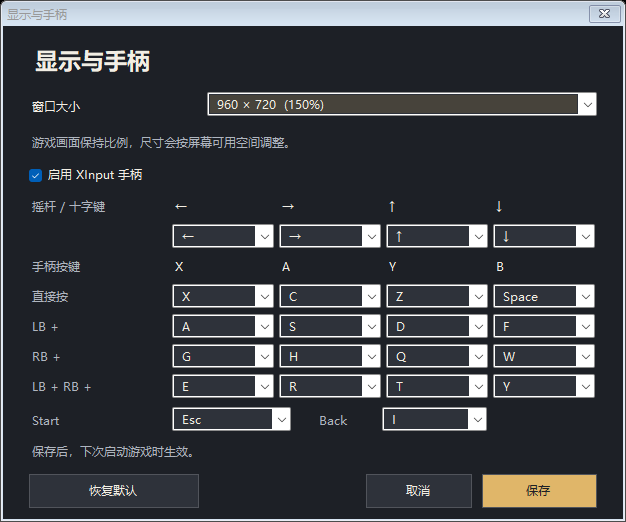 显示与手柄
显示与手柄
窗口大小 960 × 720 (150%)
游戏画面保持比例，尺寸会按屏幕可用空间调整。
启用 XInput 手柄
摇杆 / 十字键 ← → ↑ ↓
← → ↑ ↓
手柄按键 X A Y B
直接按 X C Z Space
LB + A S D F
RB + G H Q W
LB + RB + E R T Y
Start Esc Back I
保存后，下次启动游戏时生效。
恢复默认 取消 保存